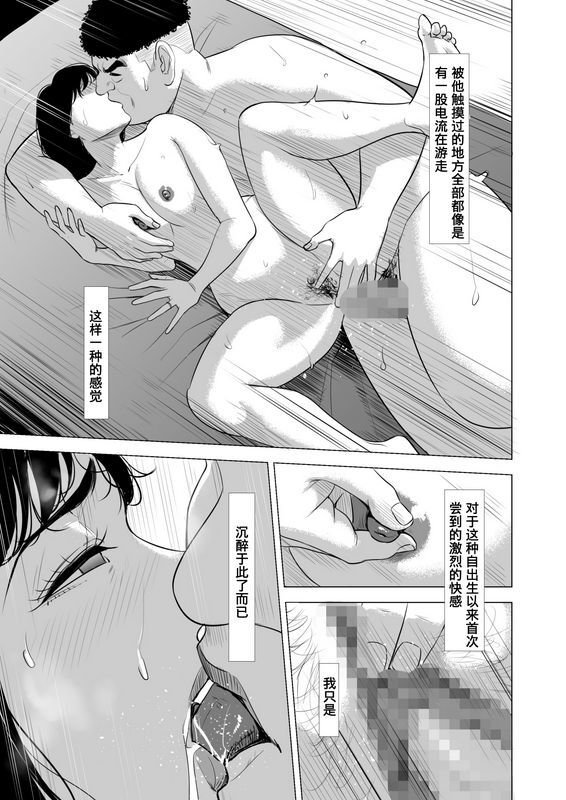 被他触摸过的地方全部都像是
有一股电流在游走
这样一种的感觉
对于这种自出生以来首次
尝到的激烈的快感
我只是
沉醉于此了而已